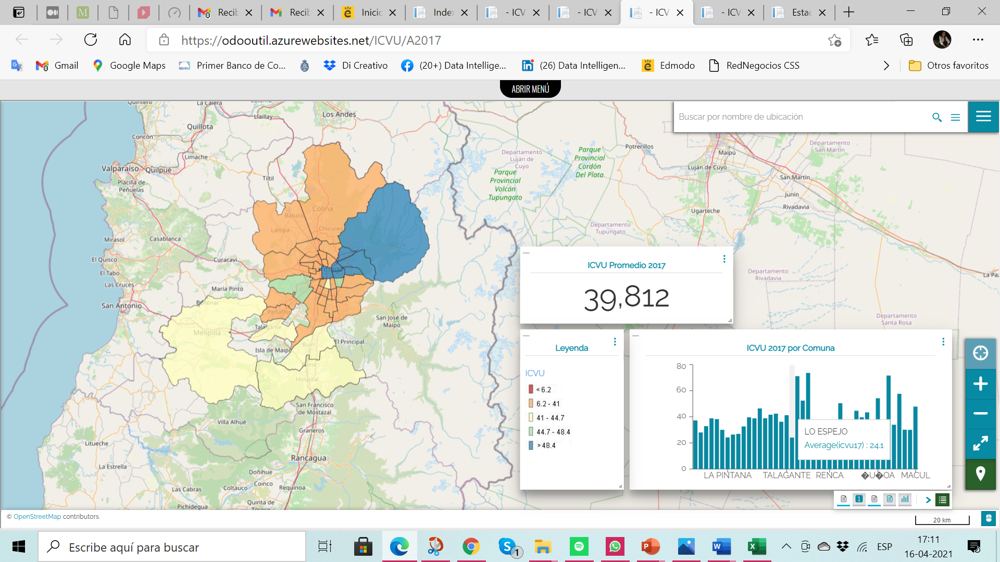 Recib
Recib
Inicio
Index
- ICV
- ICV
- ICV
- ICV
Estac
https://odooutil.azurewebsites.net/ICVU/A2017
Gmail
Google Maps
Primer Banco de Co...
Di Creativo
(20+) Data Intellige...
(26) Data Intelligen...
Edmodo
RedNegocios CSS
Otros favoritos
ABRIR MENÚ
Buscar por nombre de ubicación
Quintero
La Calera
Llaillay
Los Andes
Quillota
Concón
Limache
Valparaíso
Quilpué
Placilla de
Peñuelas
Tiltil
Colina
Batuco
Lampa
Chicureo
Mirasol
Casablanca
Curacaví
El Quisco
El Tabo
Las Cruces
María Pinto
San Antonio
Peñaflor
Melipilla
Talagante
San José de
Maipo
El Principal
Buin
Isla de Maipo
Paine
Hospital
San Francisco
de Mostazal
Villa Alhué
Graneros
Litueche
Rancagua
La Estrella
Doñihue
Coinco
Las Cabras
Coltauco
Requinoa
Quinta de
Tilcoco
Pichidegua
Departamento
Luján de
Cuyo
Parque
Provincial
Cordón
Del Plata
Parque
Provincial
Volcán
Tupungato
Potrerillos
Maipú
Luján de Cuyo
Departamento
San Martín
San Martín
Junín
Rivadavia
Ugarteche
Departamento
Tupungato
Departamento
Rivadavia
La Paz
Departamento
Santa Rosa
ICVU Promedio 2017
39,812
Leyenda
ICVU
< 6.2
6.2 - 41
41 - 44.7
44.7 - 48.4
> 48.4
ICVU 2017 por Comuna
80
60
40
20
0
LO ESPEJO
Average(icvu17) : 24.1
LA PINTANA
TALAGANTE
RENCA
�U�OA
MACUL
1
© OpenStreetMap contributors.
20 km
Escribe aquí para buscar
1
ESP
17:11
16-04-2021